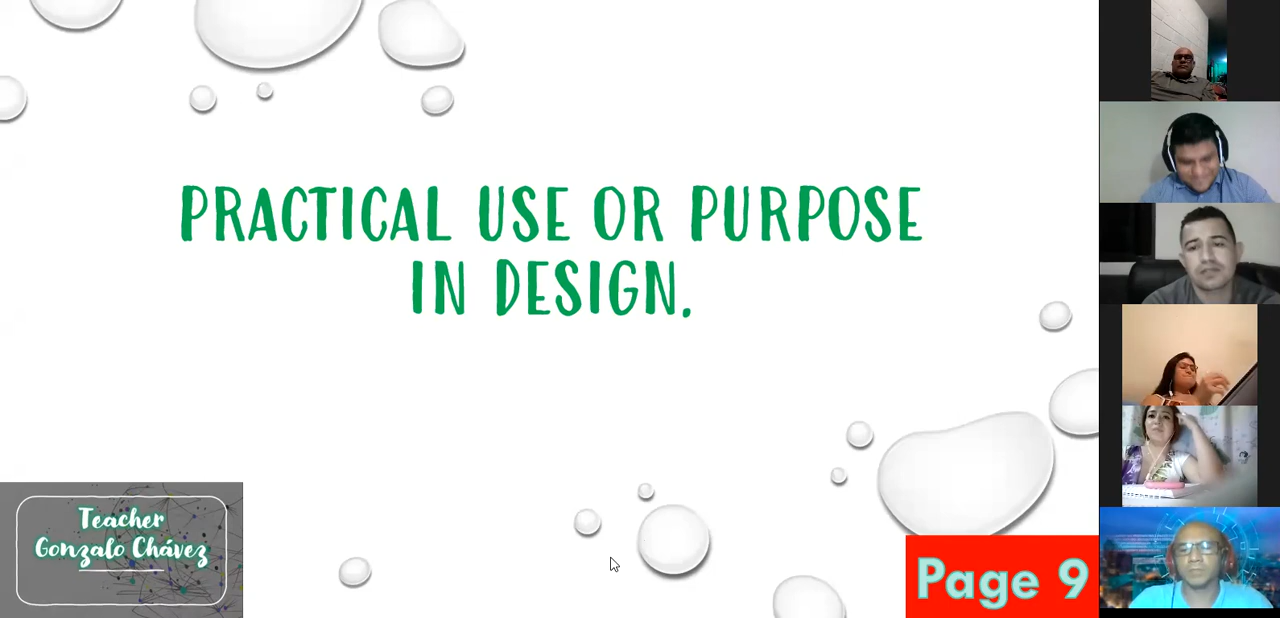 PRACTICAL USE OR PURPOSE
IN DESIGN.
Teacher
Gonzalo Chávez
Page 9